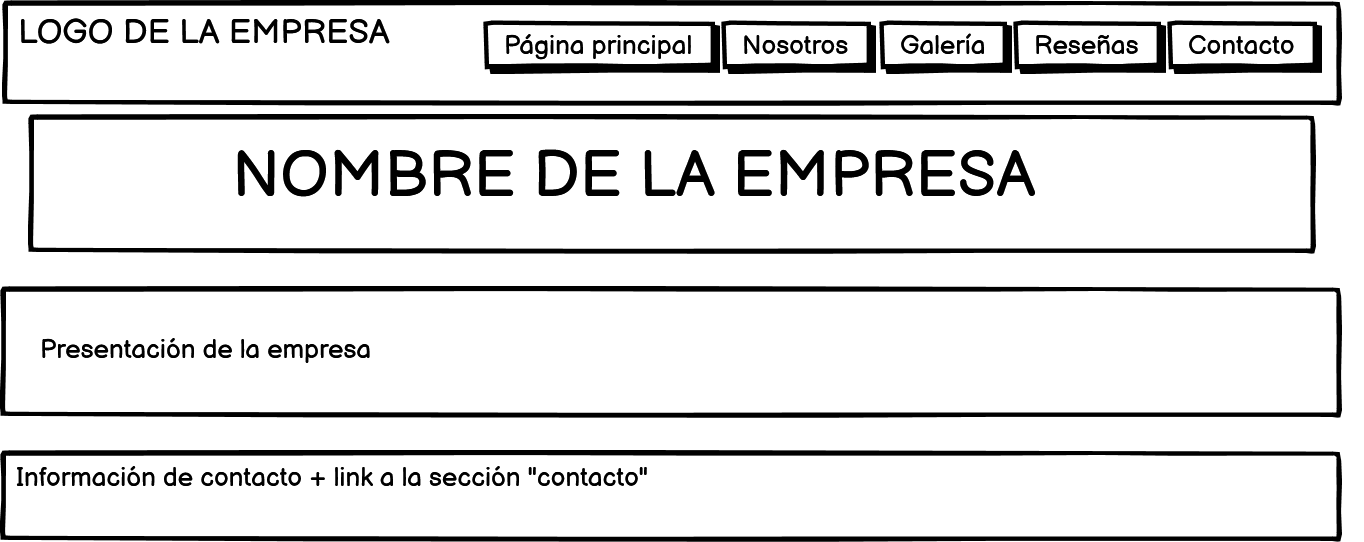 LOGO DE LA EMPRESA
Página principal
Nosotros
Galería
Reseñas
Contacto
NOMBRE DE LA EMPRESA
Presentación de la empresa
Información de contacto + link a la sección "contacto"